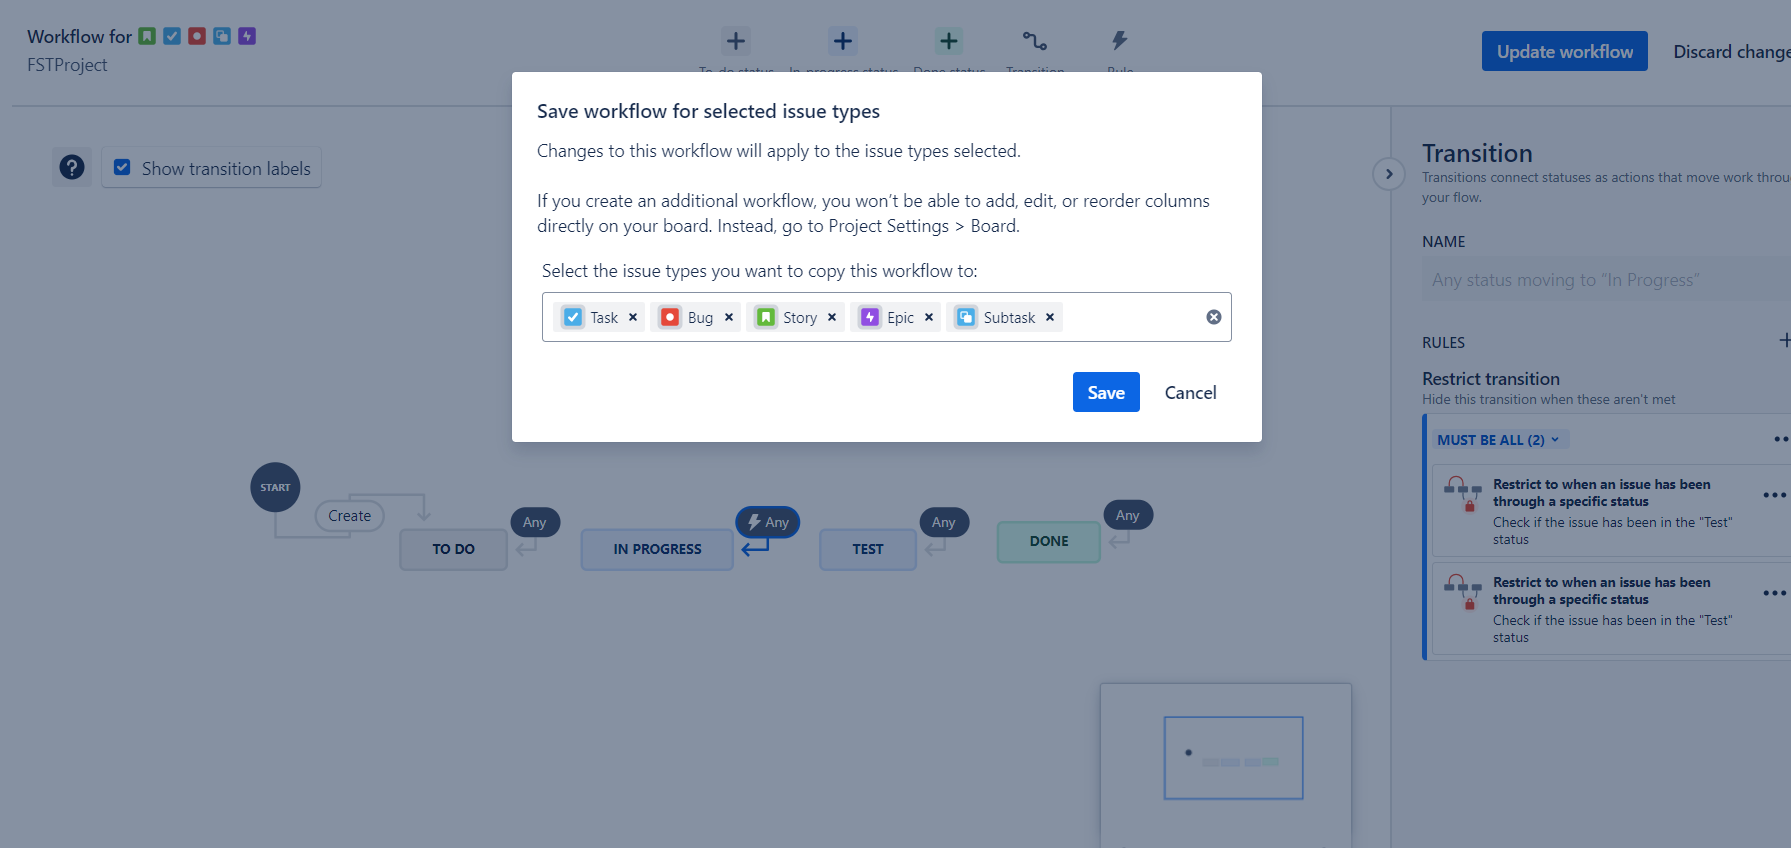 Workflow for
FSTProject
To-do status
In-progress status
Done status
Transition
Rule
Update workflow
Discard change
Show transition labels
Save workflow for selected issue types
Changes to this workflow will apply to the issue types selected.
If you create an additional workflow, you won’t be able to add, edit, or reorder columns
directly on your board. Instead, go to Project Settings > Board.
Select the issue types you want to copy this workflow to:
Task
Bug
Story
Epic
Subtask
Save
Cancel
START
Create
TO DO
Any
IN PROGRESS
Any
TEST
Any
DONE
Any
Transition
Transitions connect statuses as actions that move work throu
your flow.
NAME
Any status moving to “In Progress”
RULES
Restrict transition
Hide this transition when these aren't met
MUST BE ALL (2)
Restrict to when an issue has been
through a specific status
Check if the issue has been in the "Test"
status
Restrict to when an issue has been
through a specific status
Check if the issue has been in the "Test"
status